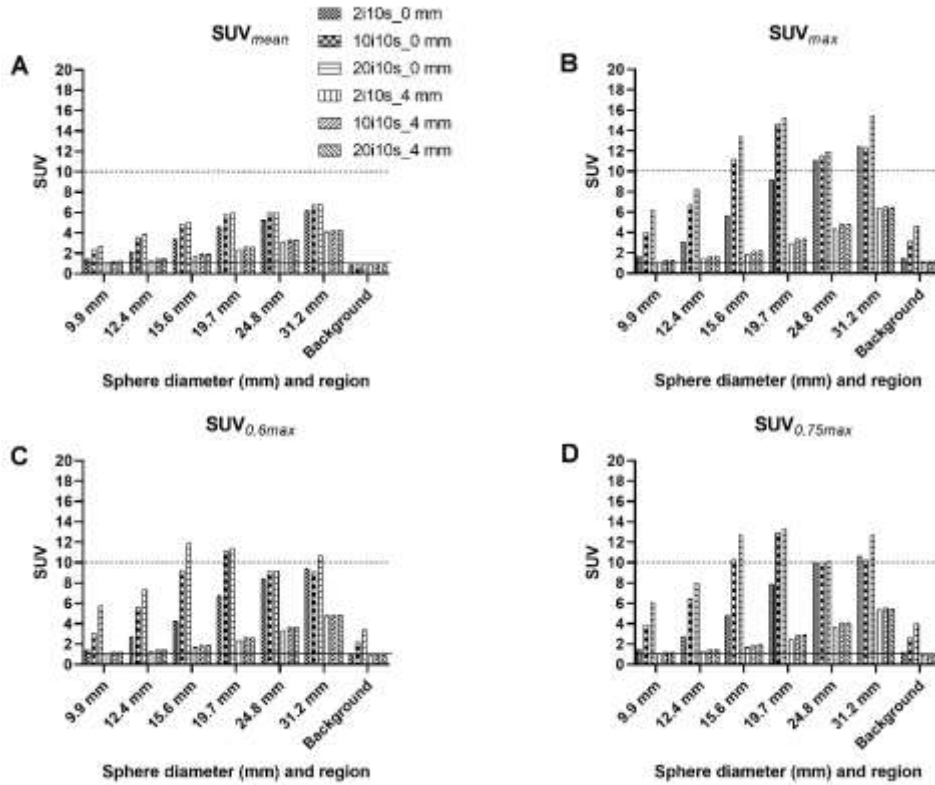 A
SUVmean
2i10s_0 mm
10i10s_0 mm
20i10s_0 mm
2i10s_4 mm
10i10s_4 mm
20i10s_4 mm
SUV
20
18
16
14
12
10
8
6
4
2
0
9.9 mm
12.4 mm
15.6 mm
19.7 mm
24.8 mm
31.2 mm
Background
Sphere diameter (mm) and region
B
SUVmax
SUV
20
18
16
14
12
10
8
6
4
2
0
9.9 mm
12.4 mm
15.6 mm
19.7 mm
24.8 mm
31.2 mm
Background
Sphere diameter (mm) and region
C
SUV0.6max
SUV
20
18
16
14
12
10
8
6
4
2
0
9.9 mm
12.4 mm
15.6 mm
19.7 mm
24.8 mm
31.2 mm
Background
Sphere diameter (mm) and region
D
SUV0.75max
SUV
20
18
16
14
12
10
8
6
4
2
0
9.9 mm
12.4 mm
15.6 mm
19.7 mm
24.8 mm
31.2 mm
Background
Sphere diameter (mm) and region